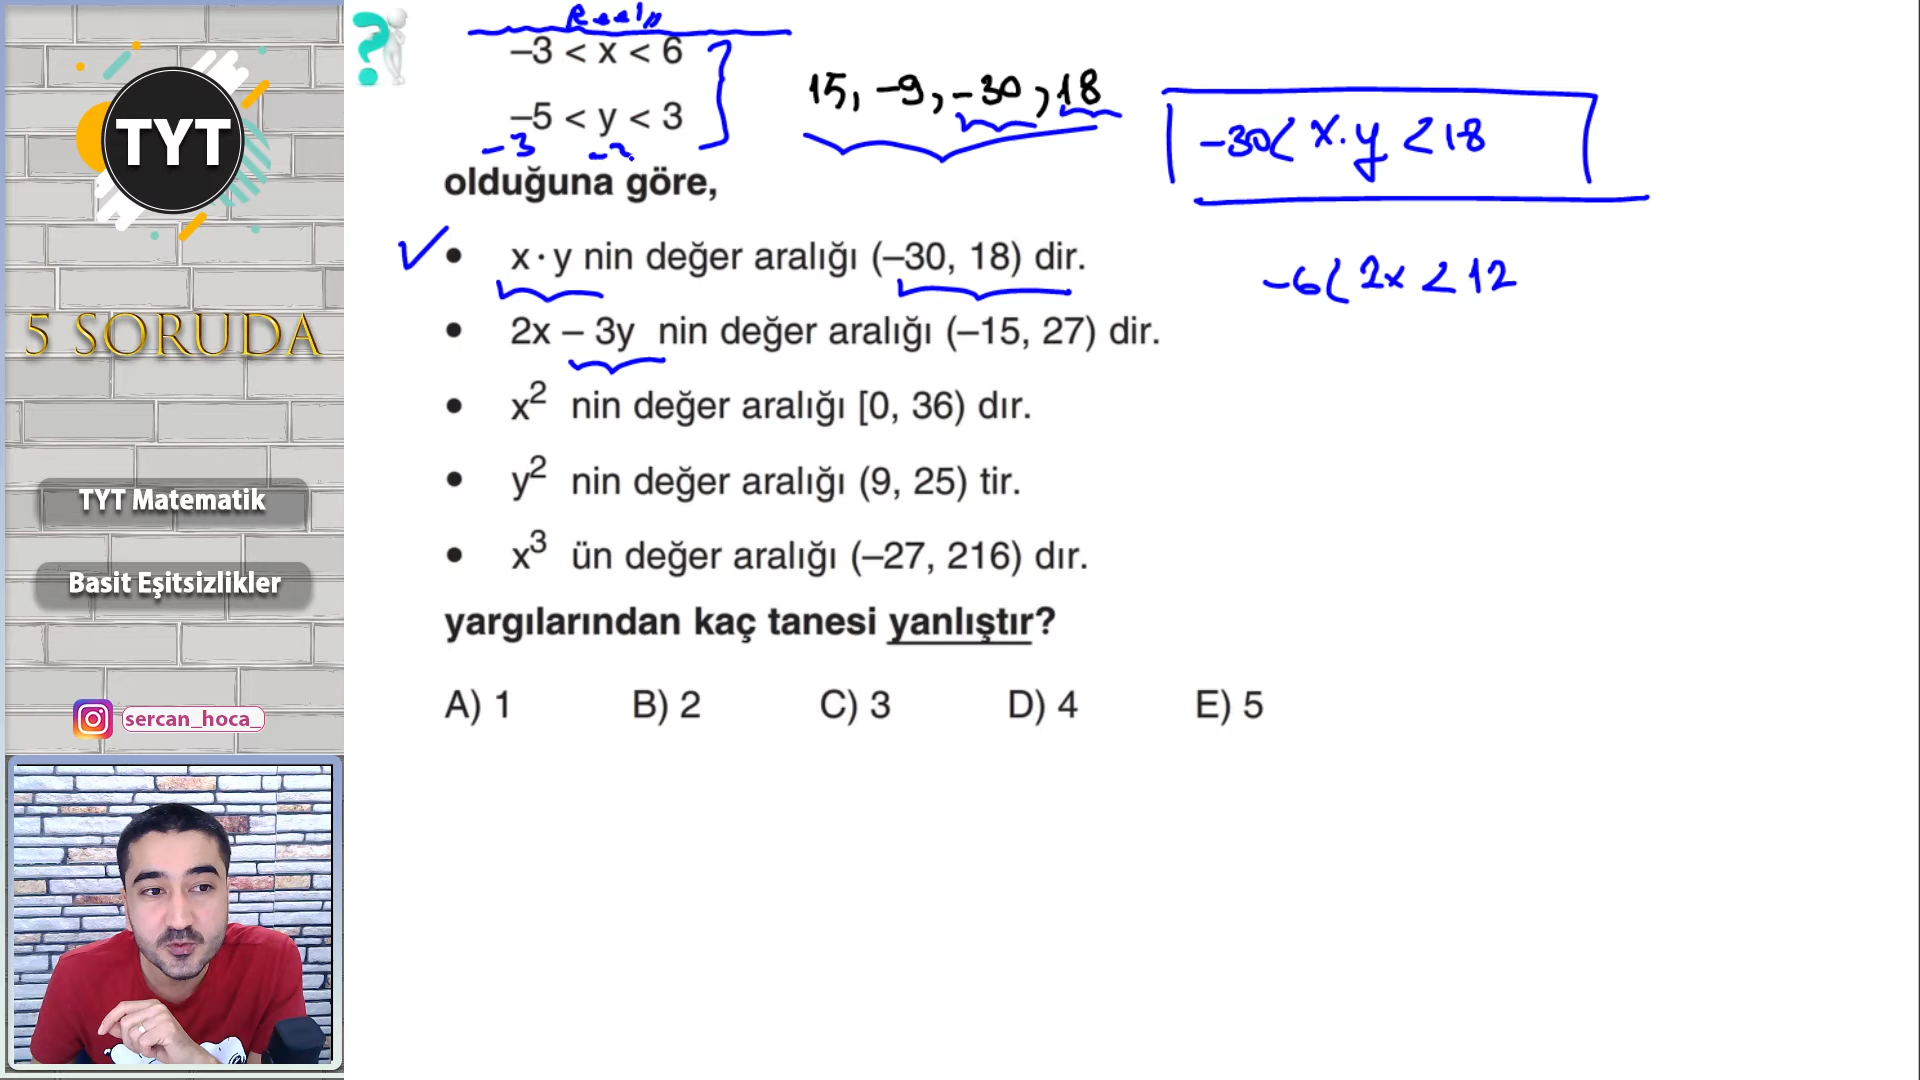 TYT
5 SORUDA
TYT Matematik
Basit Eşitsizlikler
sercan_hoca_
–3 < x < 6
–5 < y < 3
-3 -3
15, -9, -30, 18
-30 < x.y < 18
-6 < 2x < 12
olduğuna göre,
• x · y nin değer aralığı (–30, 18) dir.
• 2x – 3y nin değer aralığı (–15, 27) dir.
• x² nin değer aralığı [0, 36) dır.
• y² nin değer aralığı (9, 25) tir.
• x³ ün değer aralığı (–27, 216) dır.
yargılarından kaç tanesi yanlıştır?
A) 1 B) 2 C) 3 D) 4 E) 5